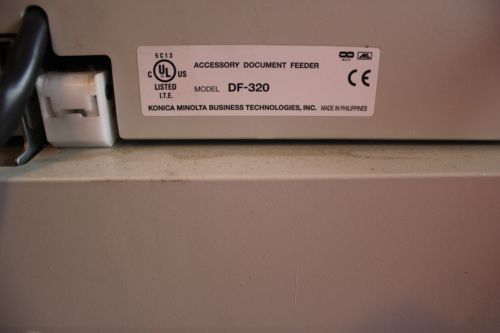 5C13
ACCESSORY DOCUMENT FEEDER
C UL US
LISTED
I.T.E.
MODEL DF-320
CE
KONICA MINOLTA BUSINESS TECHNOLOGIES, INC. MADE IN PHILIPPINES